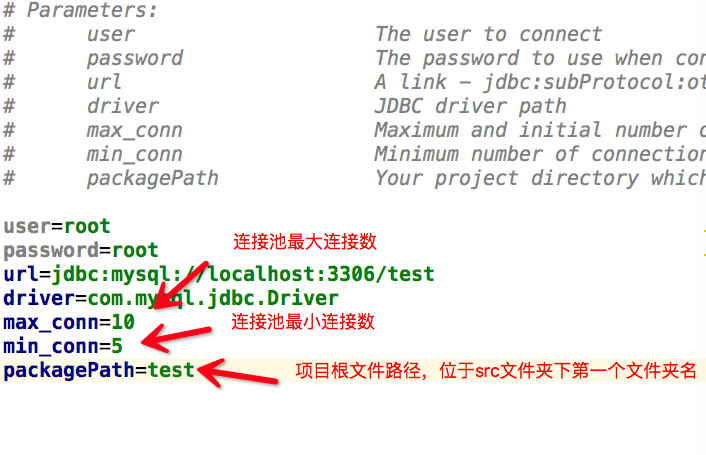 # Parameters:
# user The user to connect
# password The password to use when con
# url A link - jdbc:subProtocol:ot
# driver JDBC driver path
# max_conn Maximum and initial number o
# min_conn Minimum number of connection
# packagePath Your project directory which
user=root
password=root
连接池最大连接数
url=jdbc:mysql://localhost:3306/test
driver=com.mysql.jdbc.Driver
max_conn=10
连接池最小连接数
min_conn=5
packagePath=test
项目根文件路径，位于src文件夹下第一个文件夹名